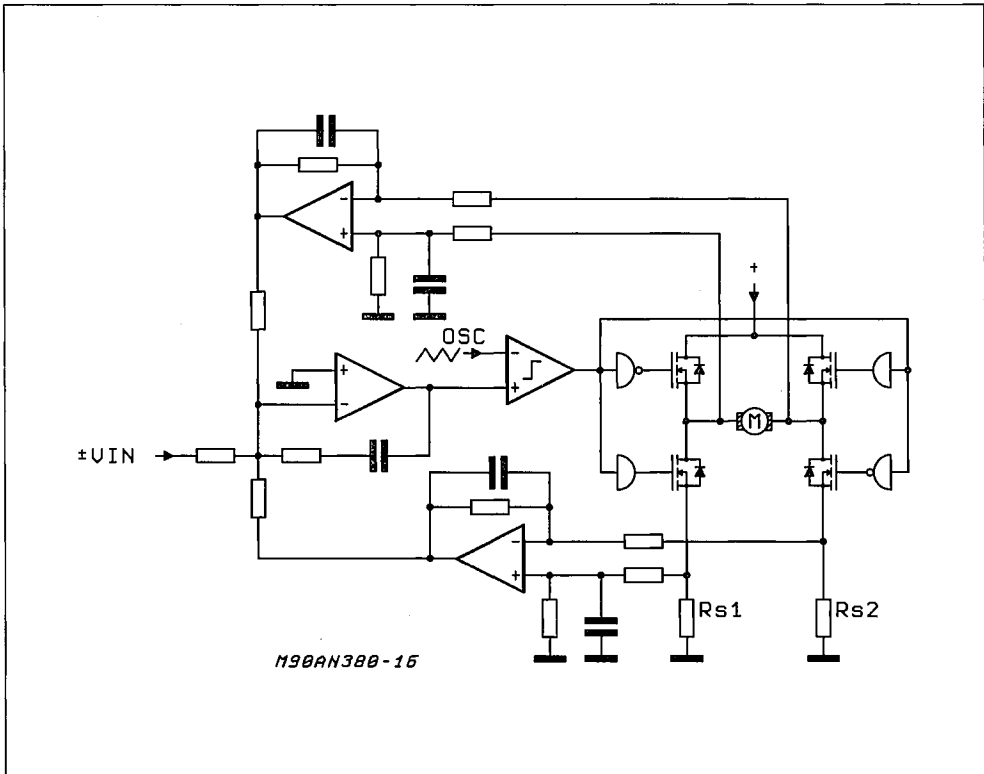 OSC
+
-
+
-
+
-
+
M
±VIN
-
+
Rs1
Rs2
M90AN380-16